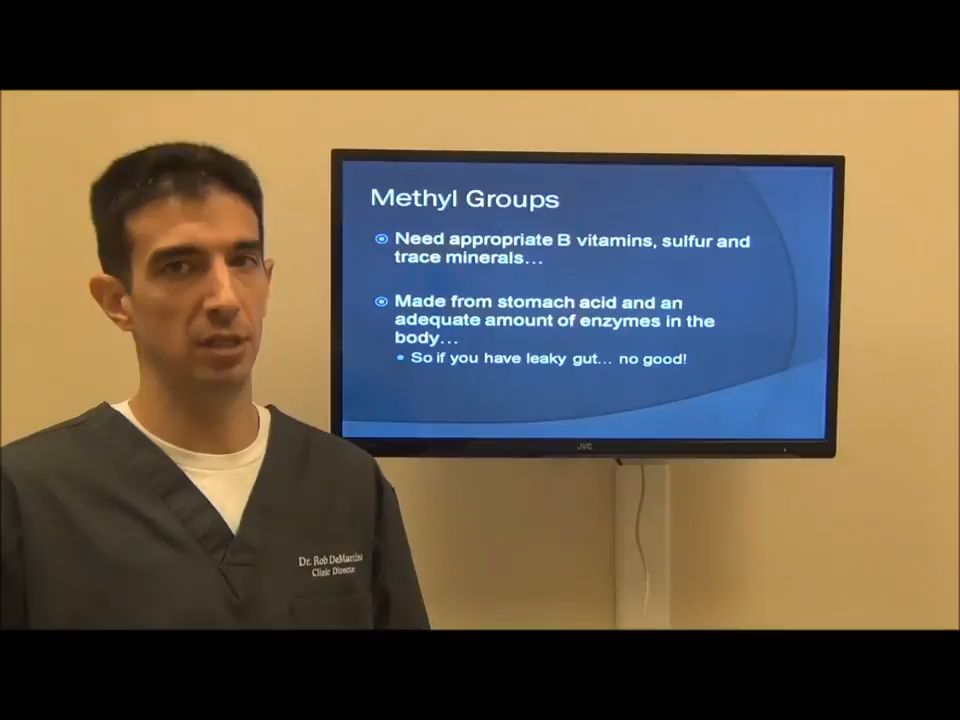 Methyl Groups
Need appropriate B vitamins, sulfur and
trace minerals...
Made from stomach acid and an
adequate amount of enzymes in the
body...
So if you have leaky gut... no good!
JVC
Dr. Rob DeMartino
Clinic Director